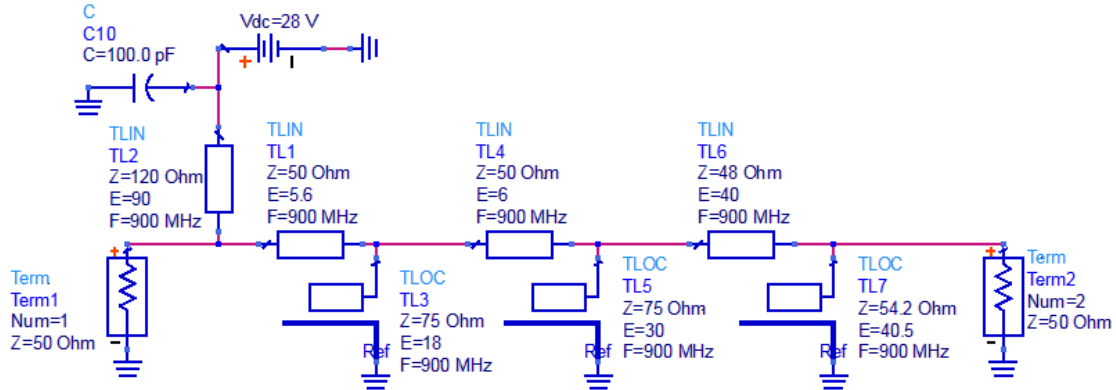 C
C10
C=100.0 pF
Vdc=28 V
+
-
TLIN
TL2
Z=120 Ohm
E=90
F=900 MHz
TLIN
TL1
Z=50 Ohm
E=5.6
F=900 MHz
TLIN
TL4
Z=50 Ohm
E=6
F=900 MHz
TLIN
TL6
Z=48 Ohm
E=40
F=900 MHz
+
Term
Term1
Num=1
Z=50 Ohm
-
TLOC
TL3
Z=75 Ohm
E=18
F=900 MHz
Ref
TLOC
TL5
Z=75 Ohm
E=30
F=900 MHz
Ref
TLOC
TL7
Z=54.2 Ohm
E=40.5
F=900 MHz
Ref
+
Term
Term2
Num=2
Z=50 Ohm
-